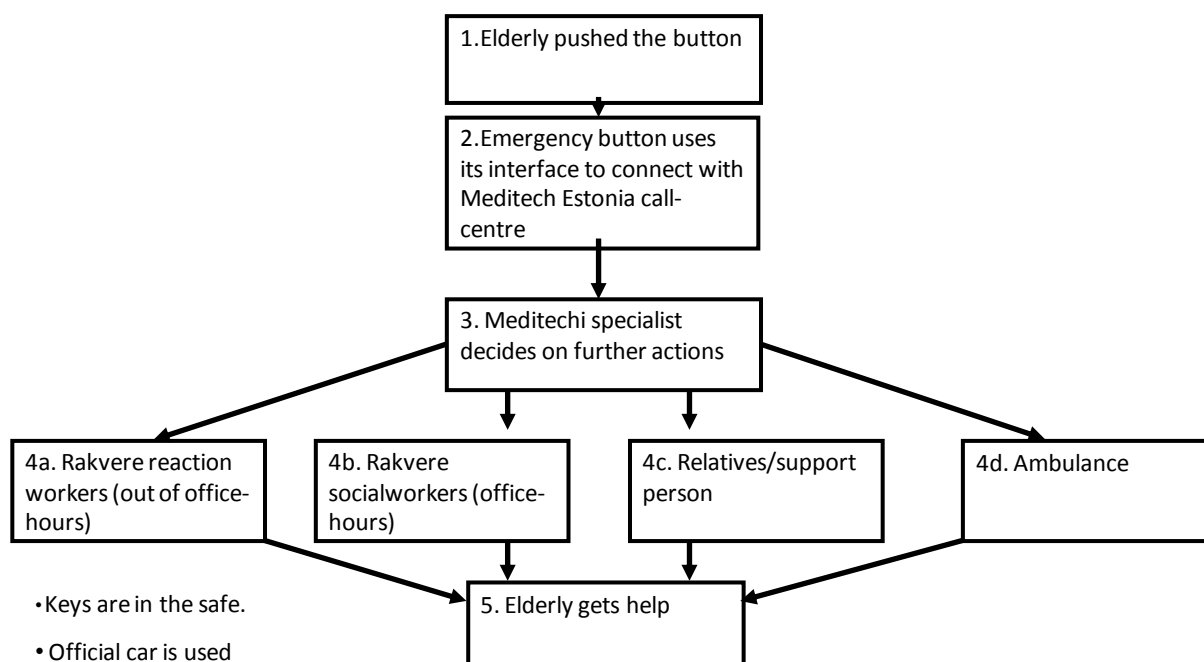 1.Elderly pushed the button
2.Emergency button uses
its interface to connect with
Meditech Estonia call-
centre
3. Meditechi specialist
decides on further actions
4a. Rakvere reaction
workers (out of office-
hours)
4b. Rakvere
socialworkers (office-
hours)
4c. Relatives/support
person
4d. Ambulance
5. Elderly gets help
•Keys are in the safe.
• Official car is used